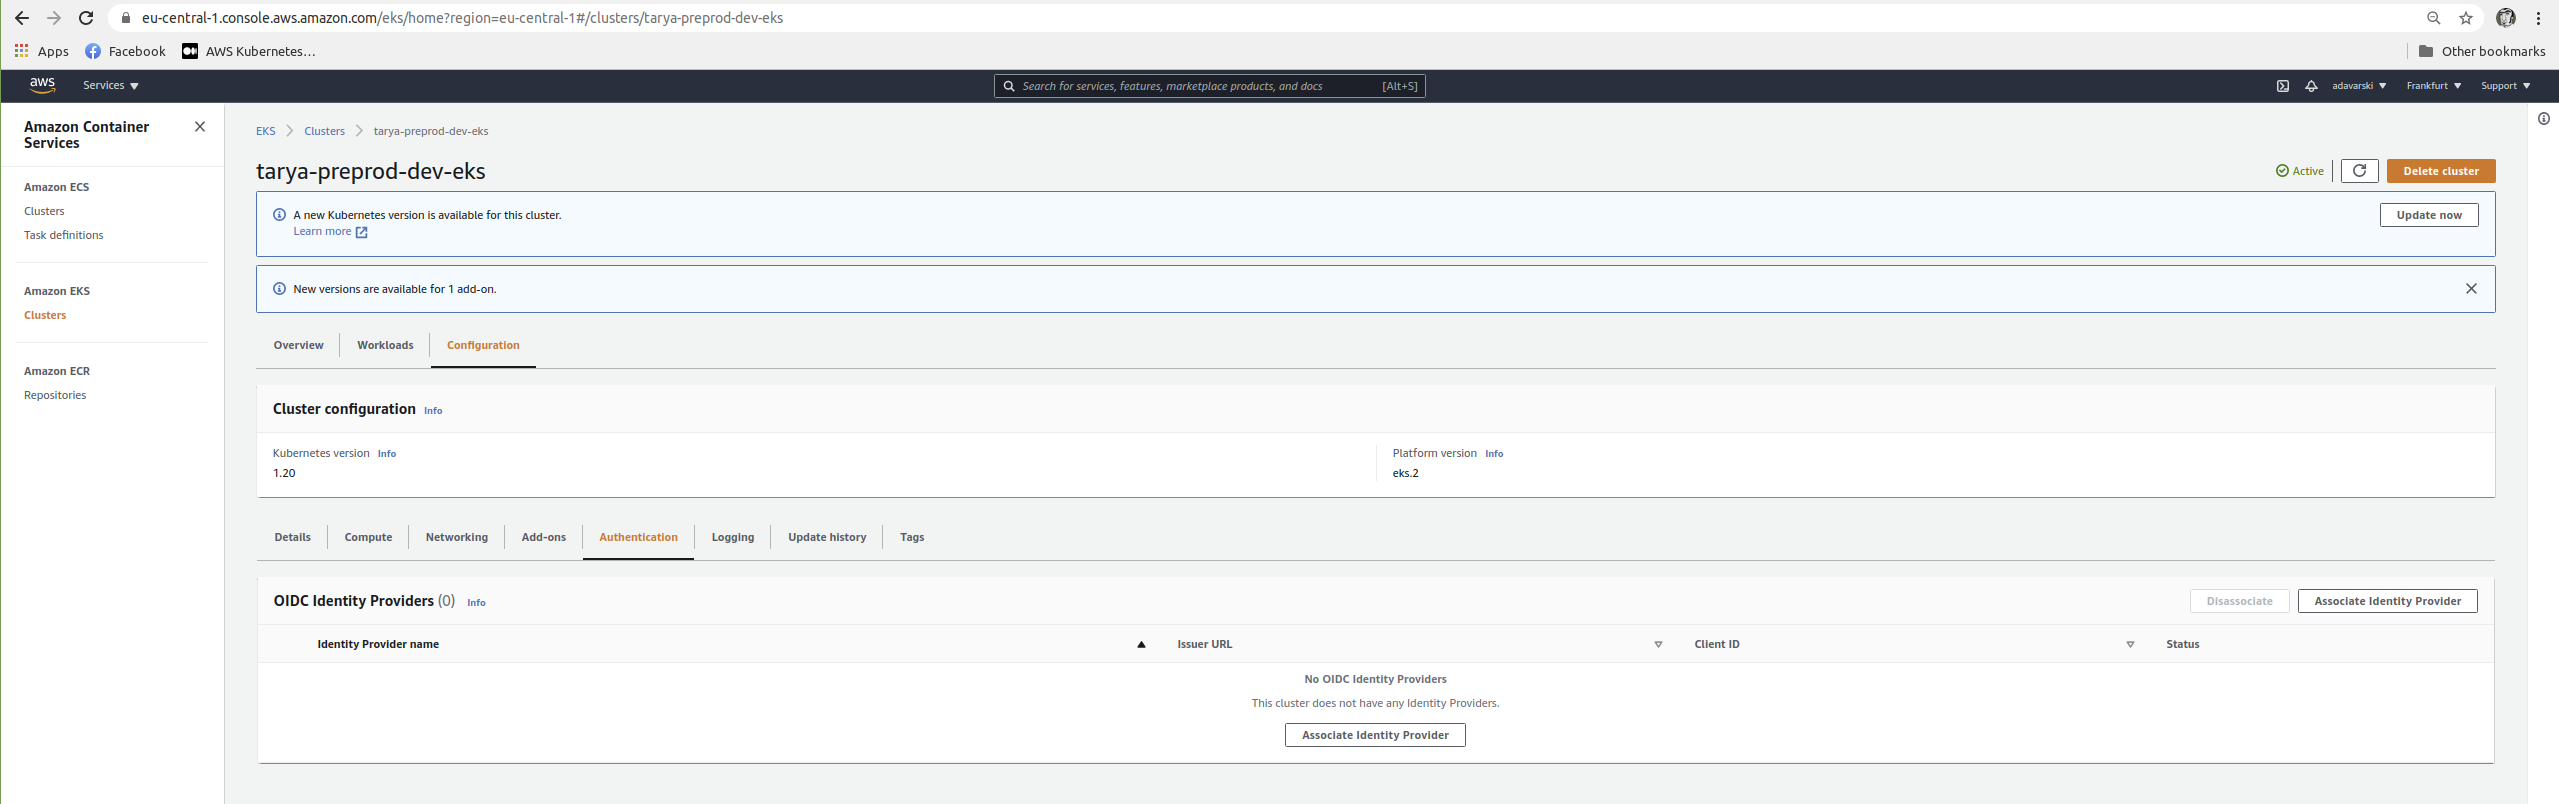 eu-central-1.console.aws.amazon.com/eks/home?region=eu-central-1#/clusters/tarya-preprod-dev-eks
Apps Facebook AWS Kubernetes... Other bookmarks
aws Services Search for services, features, marketplace products, and docs [Alt+S] adavarski Frankfurt Support
Amazon Container
Services
Amazon ECS
Clusters
Task definitions
Amazon EKS
Clusters
Amazon ECR
Repositories
EKS Clusters tarya-preprod-dev-eks
tarya-preprod-dev-eks Active Delete cluster
A new Kubernetes version is available for this cluster. Update now
Learn more
New versions are available for 1 add-on.
Overview Workloads Configuration
Cluster configuration Info
Kubernetes version Info Platform version Info
1.20 eks.2
Details Compute Networking Add-ons Authentication Logging Update history Tags
OIDC Identity Providers (0) Info Disassociate Associate Identity Provider
Identity Provider name Issuer URL Client ID Status
No OIDC Identity Providers
This cluster does not have any Identity Providers.
Associate Identity Provider